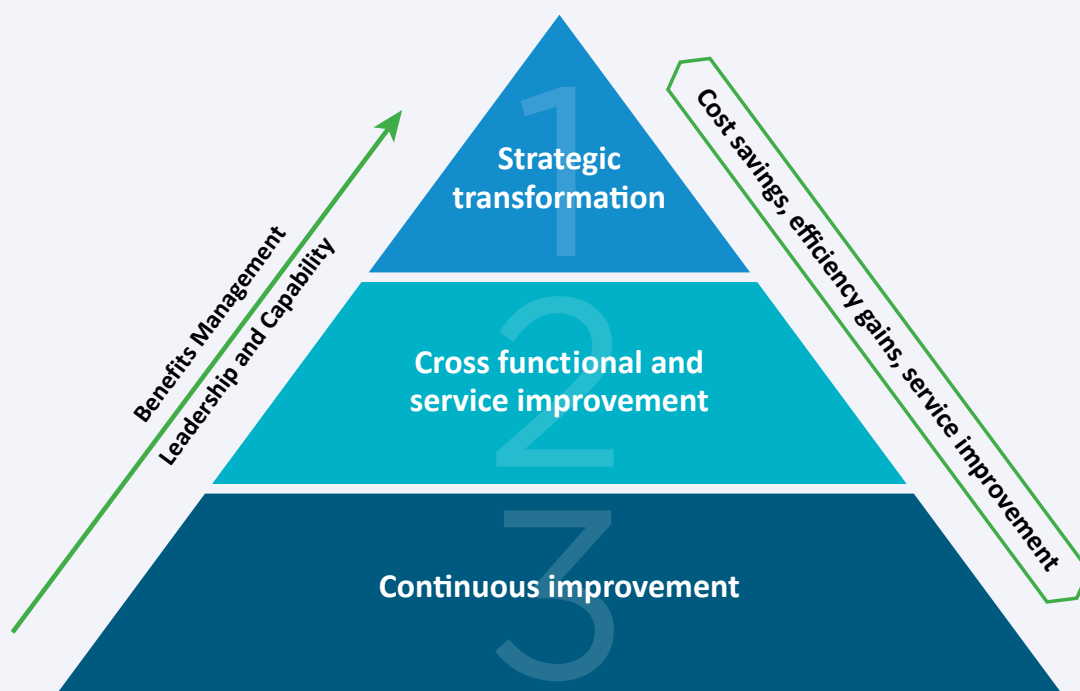 1
Strategic
transformation
2
Cross functional and
service improvement
3
Continuous improvement
Benefits Management
Leadership and Capability
Cost savings, efficiency gains, service improvement